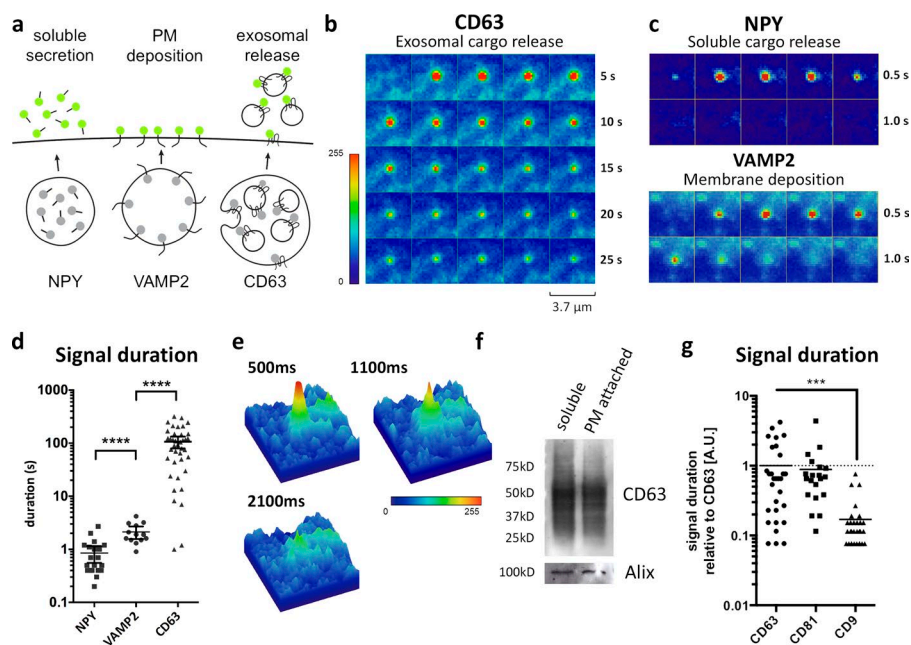 a
soluble
secretion
PM
deposition
exosomal
release
NPY
VAMP2
CD63
b
CD63
Exosomal cargo release
5 s
10 s
15 s
20 s
25 s
255
0
3.7 µm
c
NPY
Soluble cargo release
0.5 s
1.0 s
VAMP2
Membrane deposition
0.5 s
1.0 s
d
Signal duration
duration (s)
1000
100
10
1
0.1
****
****
NPY
VAMP2
CD63
e
500ms
1100ms
2100ms
0
255
f
soluble
PM attached
75kD
50kD
37kD
25kD
CD63
100kD
Alix
g
Signal duration
signal duration
relative to CD63 [A.U.]
10
1
0.1
0.01
***
CD63
CD81
CD9